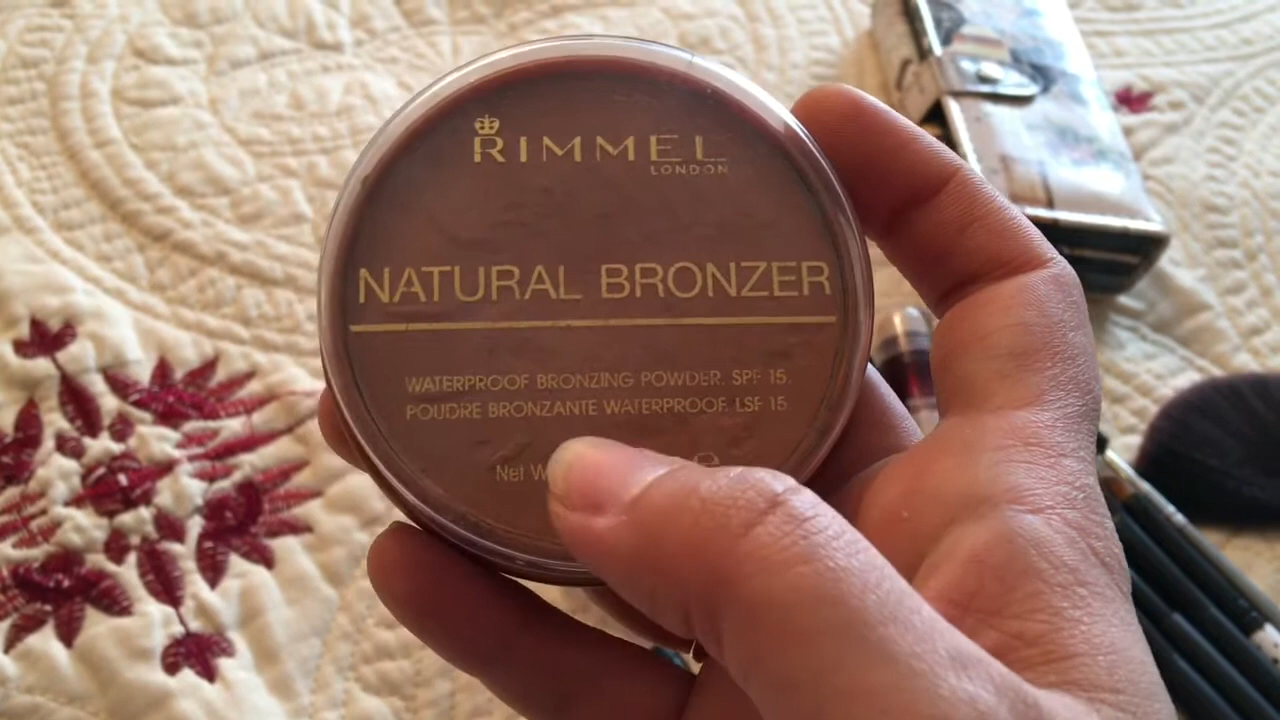 RIMMEL
LONDON
NATURAL BRONZER
WATERPROOF BRONZING POWDER. SPF 15.
POUDRE BRONZANTE WATERPROOF. LSF 15.
Net